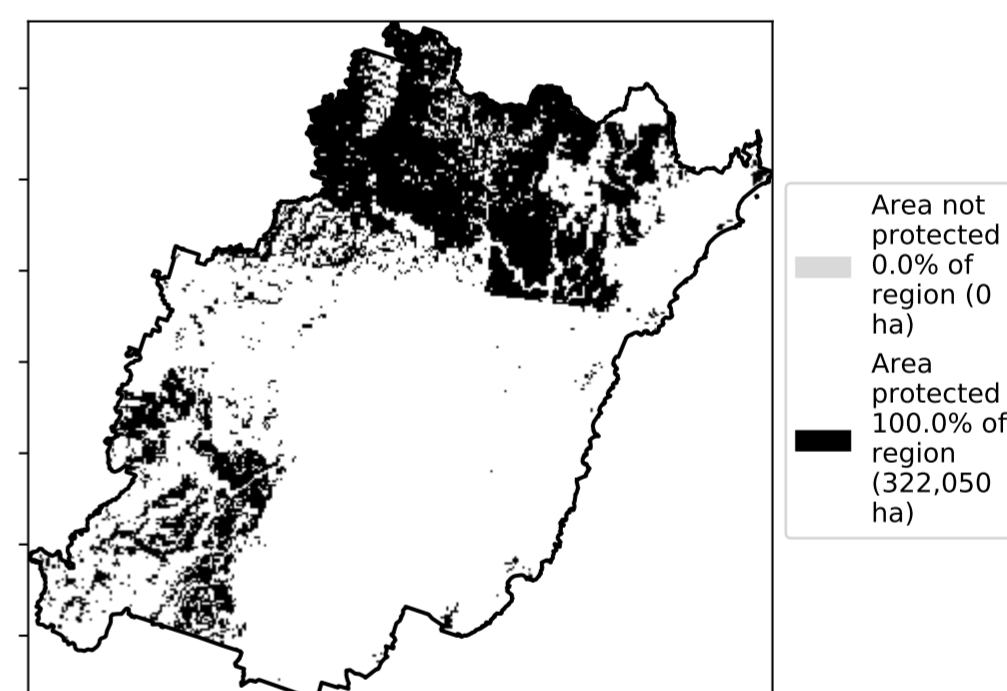 Area not
protected
0.0% of
region (0
ha)
Area
protected
100.0% of
region
(322,050
ha)